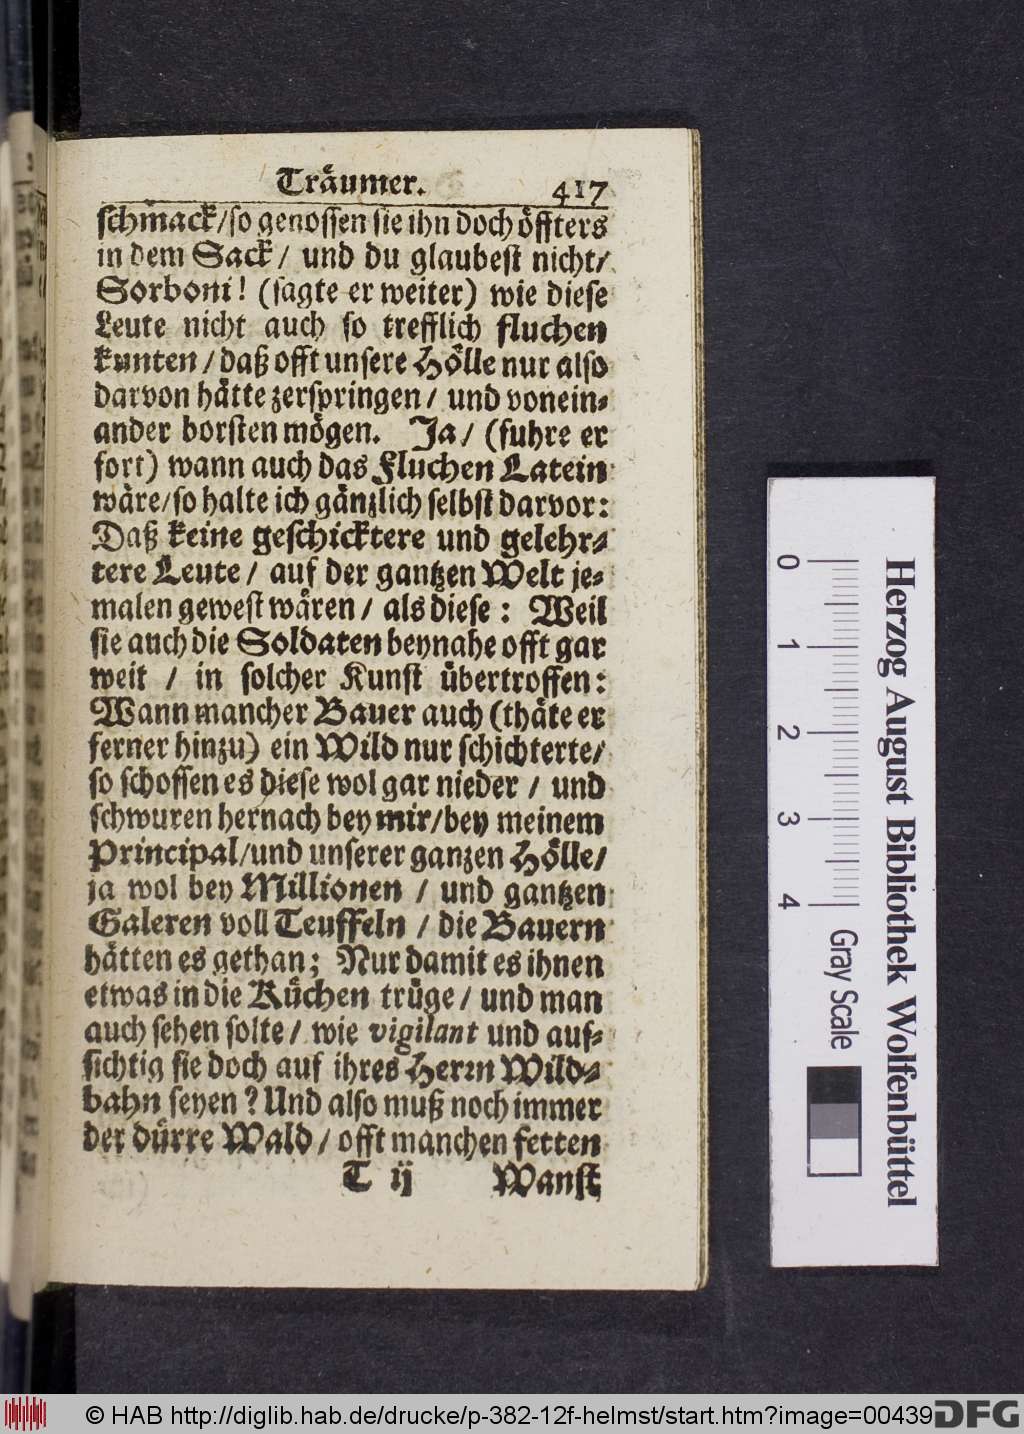 Träumer. 417
schmack/so genossen sie ihn doch öffters
in dem Sack/ und du glaubest nicht/
Sorboni! (sagte er weiter) wie diese
Leute nicht auch so trefflich fluchen
kunten/daß offt unsere Hölle nur also
darvon hätte zerspringen/ und vonein⸗
ander borsten mögen. Ja/ (fuhre er
fort) wann auch das Fluchen Latein
wäre/so halte ich gänzlich selbst darvor:
Daß keine geschicktere und gelehr⸗
tere Leute/ auf der gantzen Welt je⸗
malen gewest wären/ als diese: Weil
sie auch die Soldaten beynahe offt gar
weit / in solcher Kunst übertroffen:
Wann mancher Bauer auch (thäte er
ferner hinzu) ein Wild nur schichterte/
so schossen es diese wol gar nieder / und
schwuren hernach bey mir/bey meinem
Principal/und unserer ganzen Hölle/
ja wol bey Millionen / und gantzen
Galeren voll Teuffeln / die Bauern
hätten es gethan; Nur damit es ihnen
etwas in die Küchen trüge/ und man
auch sehen solte/ wie vigilant und auf⸗
sichtig sie doch auf ihres Herrn Wild⸗
bahn seyen? Und also muß noch immer
der dürre Wald/ offt manchen fetten
T ij Wanst
0 1 2 3 4 Gray Scale
Herzog August Bibliothek Wolfenbüttel
© HAB http://diglib.hab.de/drucke/p-382-12f-helmst/start.htm?image=00439
DFG